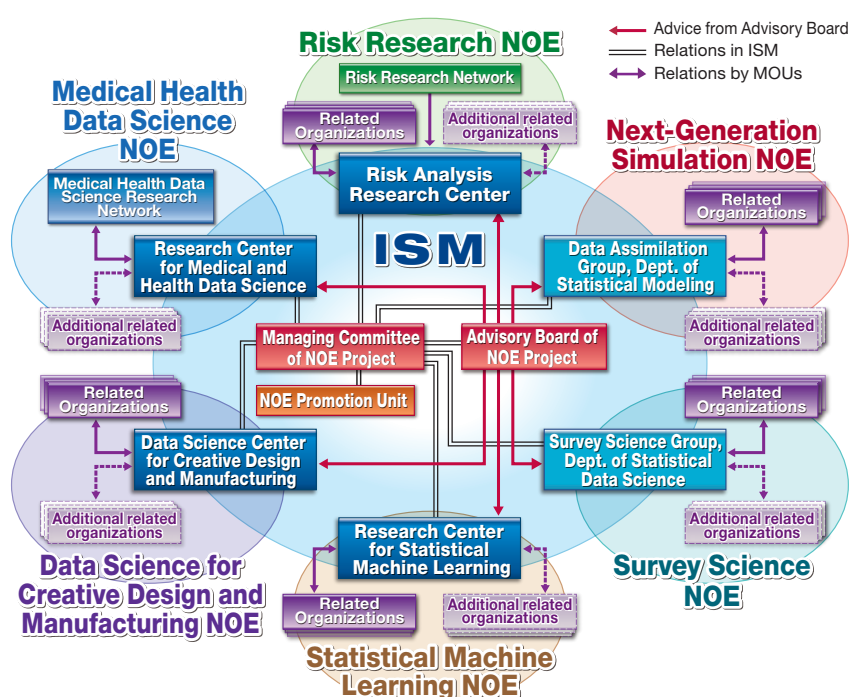 Advice from Advisory Board
Relations in ISM
Relations by MOUs
Risk Research NOE
Risk Research Network
Related
Organizations
Additional related
organizations
Risk Analysis
Research Center
Medical Health
Data Science
NOE
Medical Health Data
Science Research
Network
Research Center
for Medical and
Health Data Science
Additional related
organizations
ISM
Next-Generation
Simulation NOE
Related
Organizations
Data Assimilation
Group, Dept. of
Statistical Modeling
Additional related
organizations
Managing Committee
of NOE Project
Advisory Board of
NOE Project
NOE Promotion Unit
Related
Organizations
Data Science Center
for Creative Design
and Manufacturing
Additional related
organizations
Data Science for
Creative Design and
Manufacturing NOE
Related
Organizations
Survey Science Group,
Dept. of Statistical
Data Science
Additional related
organizations
Survey Science
NOE
Research Center
for Statistical
Machine Learning
Related
Organizations
Additional related
organizations
Statistical Machine
Learning NOE